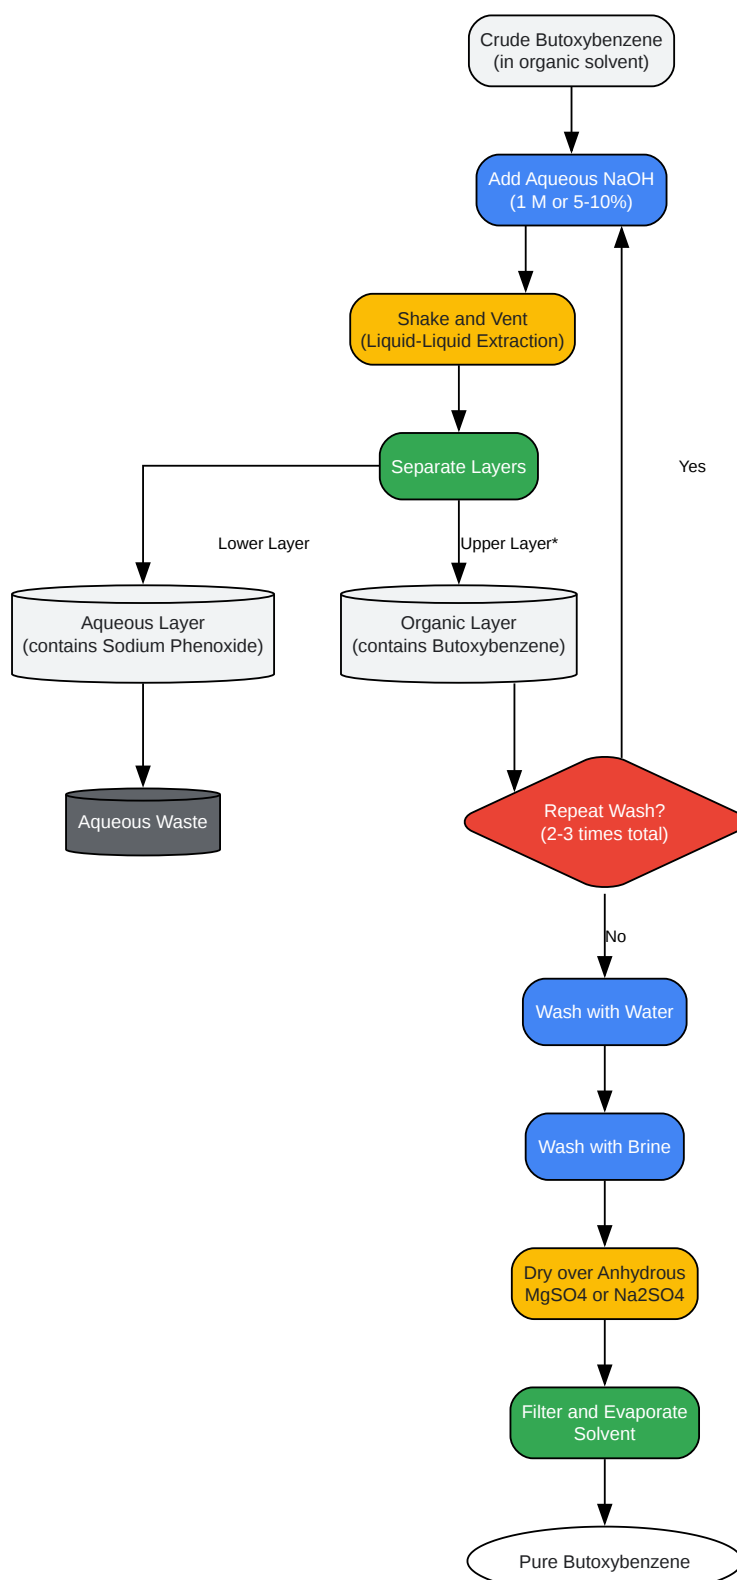 Crude Butoxybenzene
(in organic solvent)
Add Aqueous NaOH
(1 M or 5-10%)
Shake and Vent
(Liquid-Liquid Extraction)
Separate Layers
Yes
Lower Layer
Upper Layer*
Aqueous Layer
(contains Sodium Phenoxide)
Organic Layer
(contains Butoxybenzene)
Aqueous Waste
Repeat Wash?
(2-3 times total)
No
Wash with Water
Wash with Brine
Dry over Anhydrous
MgSO4 or Na2SO4
Filter and Evaporate
Solvent
Pure Butoxybenzene